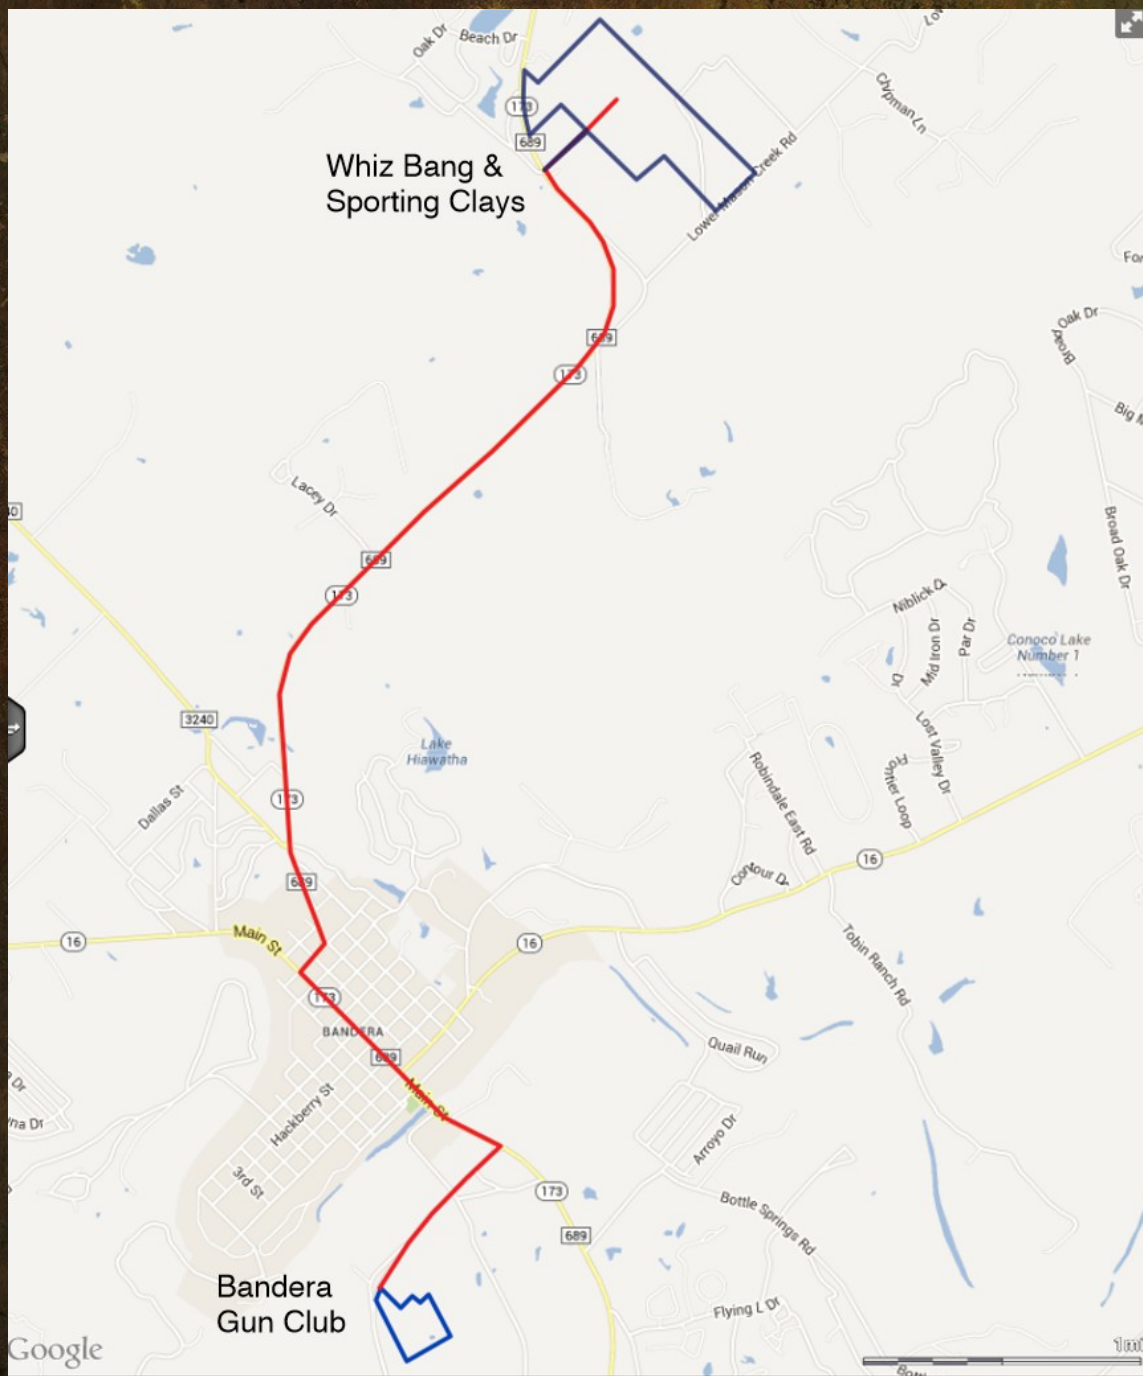 Oak Dr
Beach Dr
Chipman Ln
173
689
Whiz Bang &
Sporting Clays
Lower Mason Creek Rd
Broad Oak Dr
689
173
Lacey Dr
689
173
Broad Oak Dr
Niblick D
Mid Iron Dr
Par Dr
Dr
Conoco Lake
Number 1
3240
Lake
Hiawatha
Lost Valley Dr
Frontier Loop
Robindale East Rd
Dallas St
173
16
Contour Dr
689
Main St
16
16
Tobin Ranch Rd
173
BANDERA
689
Quail Run
Main St
Hackberry St
Arroyo Dr
3rd St
173
Bottle Springs Rd
689
Bandera
Gun Club
Flying L Dr
Google